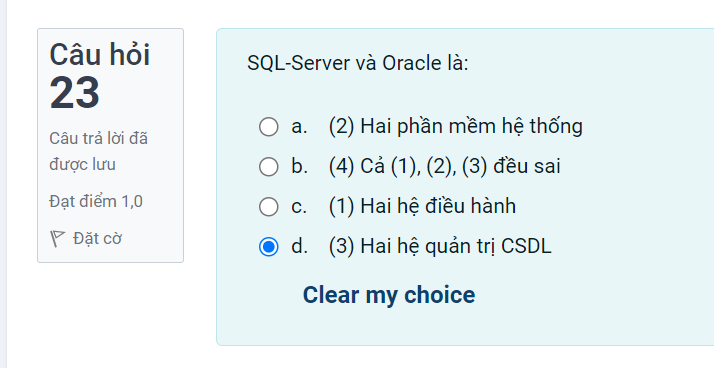 Câu hỏi
23
Câu trả lời đã
được lưu
Đạt điểm 1,0
Đặt cờ
SQL-Server và Oracle là:
a. (2) Hai phần mềm hệ thống
b. (4) Cả (1), (2), (3) đều sai
c. (1) Hai hệ điều hành
d. (3) Hai hệ quản trị CSDL
Clear my choice